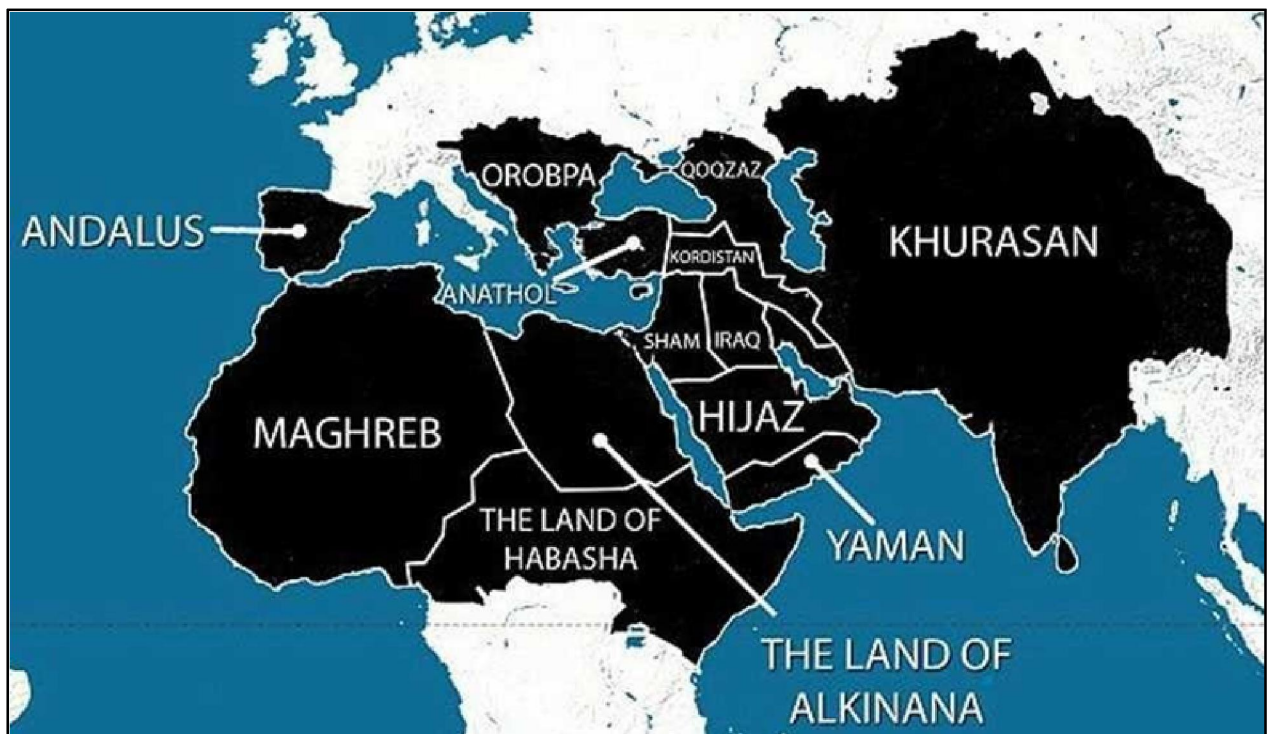 OROBPA
QOQZAZ
ANDALUS
KHURASAN
KORDISTAN
ANATHOL
SHAM
IRAQ
MAGHREB
HIJAZ
THE LAND OF
HABASHA
YAMAN
THE LAND OF
ALKINANA